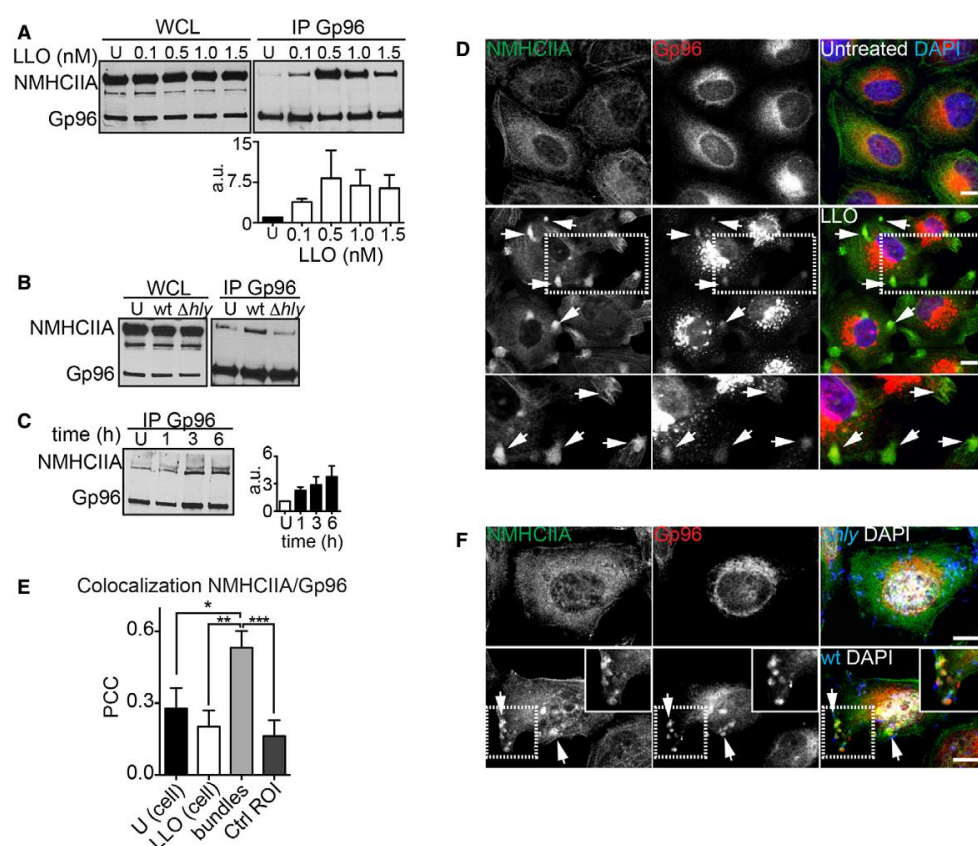 A
WCL
IP Gp96
LLO (nM)
U 0.1 0.5 1.0 1.5
U 0.1 0.5 1.0 1.5
NMHCIIA
Gp96
a.u.
15
7.5
0
U 0.1 0.5 1.0 1.5
LLO (nM)
B
WCL
IP Gp96
U wt Δhly
U wt Δhly
NMHCIIA
Gp96
C
IP Gp96
time (h)
U 1 3 6
NMHCIIA
Gp96
a.u.
6
3
0
U 1 3 6
time (h)
E
Colocalization NMHCIIA/Gp96
* ** ***
PCC
0.6
0.3
0.0
U (cell)
LLO (cell)
bundles
Ctrl ROI
D
NMHCIIA
Gp96
Untreated DAPI
LLO
F
NMHCIIA
Gp96
Δhly DAPI
wt DAPI